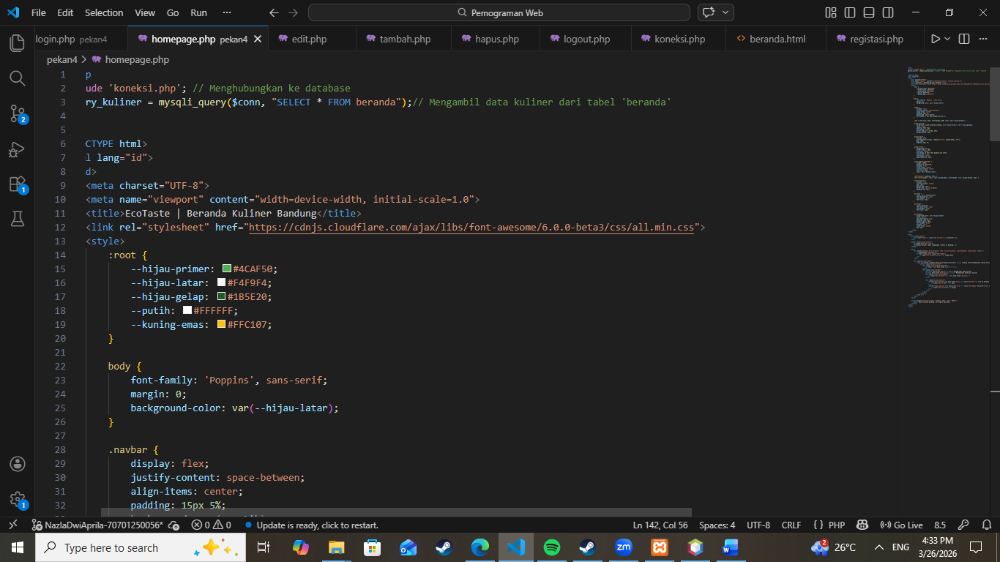 File Edit Selection View Go Run ··· Pemograman Web
login.php pekan4 homepage.php pekan4 edit.php tambah.php hapus.php logout.php koneksi.php beranda.html registasi.php
pekan4 > homepage.php
1 p
2 ude 'koneksi.php'; // Menghubungkan ke database
3 ry_kuliner = mysqli_query($conn, "SELECT * FROM beranda");// Mengambil data kuliner dari tabel 'beranda'
4
5
6 CTYPE html>
7 l lang="id">
8 d>
9 <meta charset="UTF-8">
10 <meta name="viewport" content="width=device-width, initial-scale=1.0">
11 <title>EcoTaste | Beranda Kuliner Bandung</title>
12 <link rel="stylesheet" href="https://cdnjs.cloudflare.com/ajax/libs/font-awesome/6.0.0-beta3/css/all.min.css">
13 <style>
14 :root {
15 --hijau-primer: #4CAF50;
16 --hijau-latar: #F4F9F4;
17 --hijau-gelap: #1B5E20;
18 --putih: #FFFFFF;
19 --kuning-emas: #FFC107;
20 }
21
22 body {
23 font-family: 'Poppins', sans-serif;
24 margin: 0;
25 background-color: var(--hijau-latar);
26 }
27
28 .navbar {
29 display: flex;
30 justify-content: space-between;
31 align-items: center;
32 padding: 15px 5%;
2
1
1
NazlaDwiAprila-70701250056* 0 0 Update is ready, click to restart. Ln 142, Col 56 Spaces: 4 UTF-8 CRLF {} PHP Go Live 8.5
Type here to search zm 2 26°C ENG 4:33 PM
3/26/2026